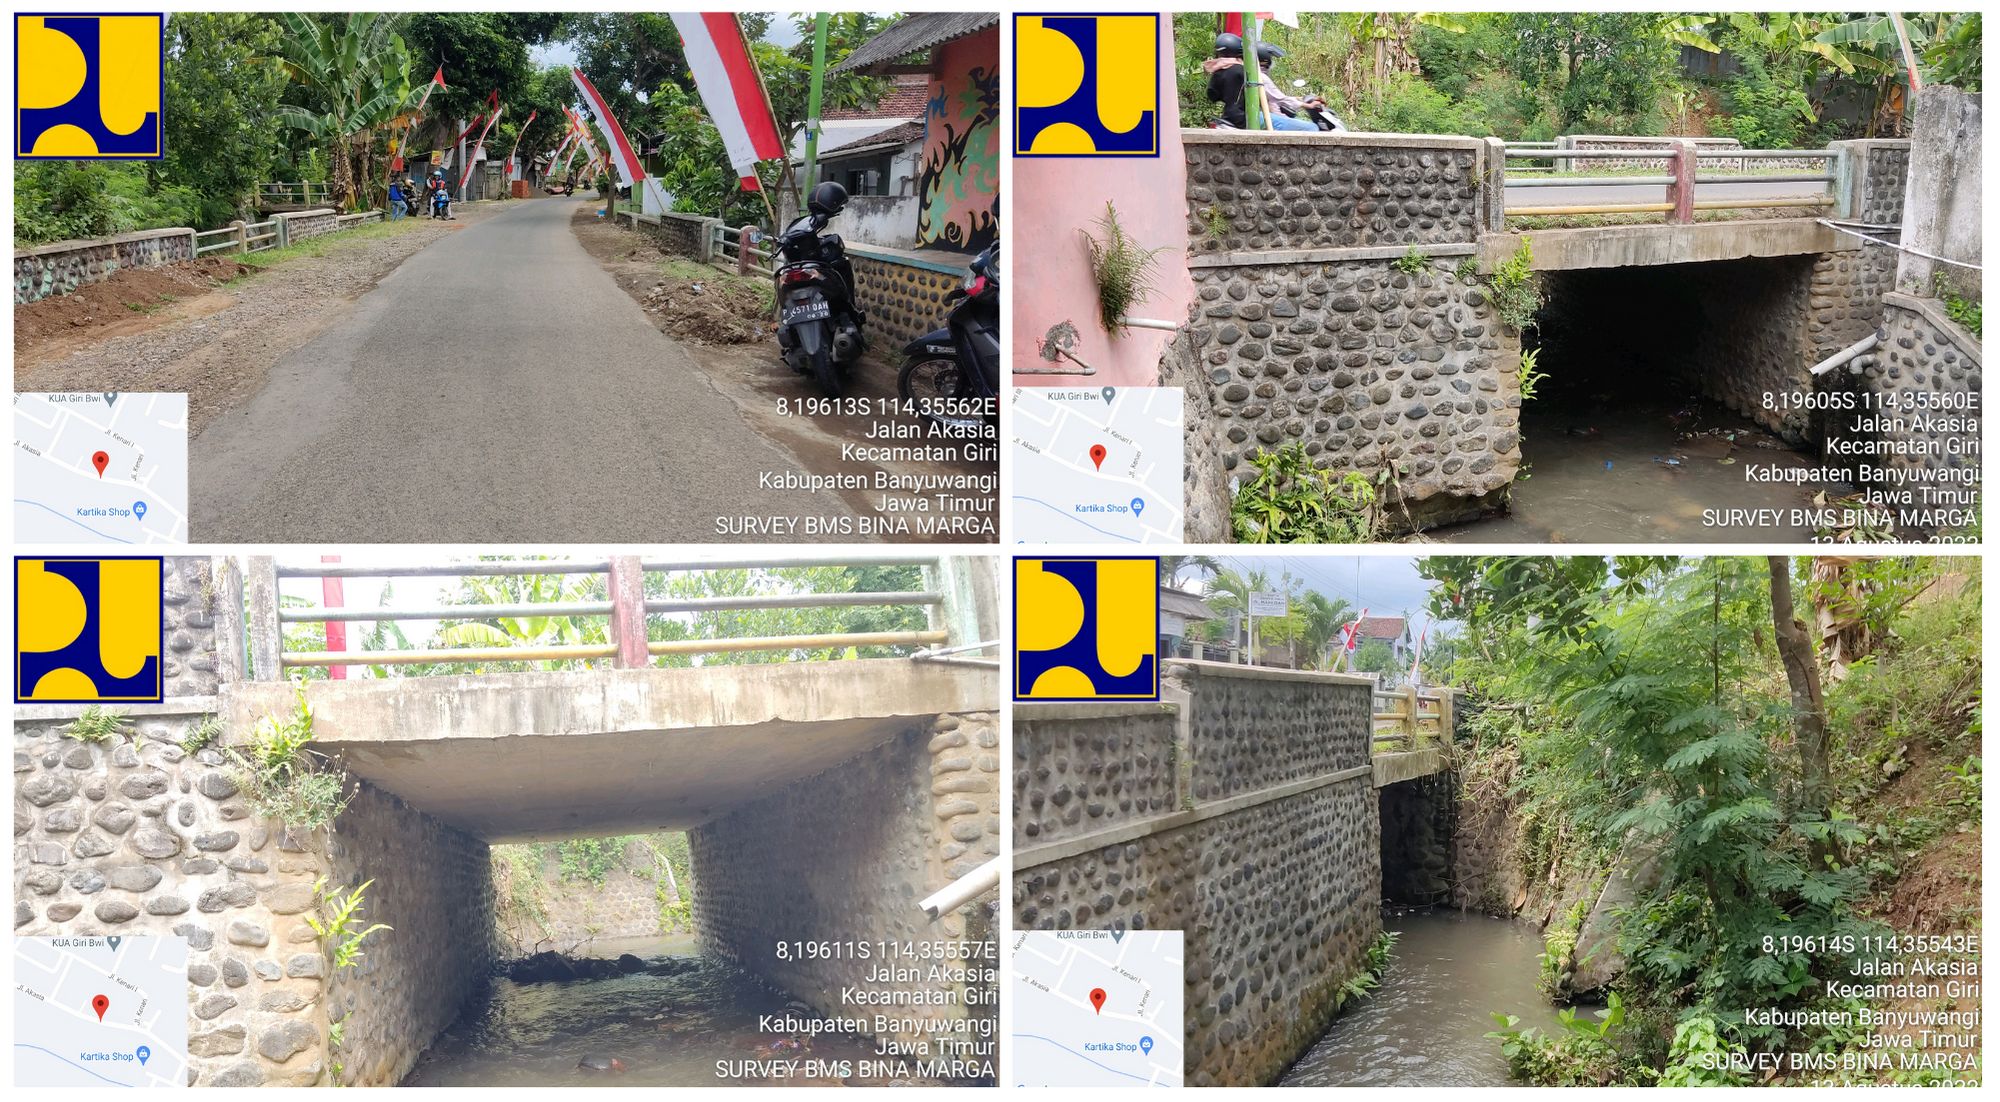 KUA Giri Bwi
Jl. Kenari I
Jl. Akasia
Jl. Kenari
Kartika Shop
P 4571 QAH
8,19613S 114,35562E
Jalan Akasia
Kecamatan Giri
Kabupaten Banyuwangi
Jawa Timur
SURVEY BMS BINA MARGA
KUA Giri Bwi
Jl. Kenari I
Jl. Akasia
Jl. Kenari
Kartika Shop
8,19605S 114,35560E
Jalan Akasia
Kecamatan Giri
Kabupaten Banyuwangi
Jawa Timur
SURVEY BMS BINA MARGA
KUA Giri Bwi
Jl. Kenari I
Jl. Akasia
Jl. Kenari
Kartika Shop
8,19611S 114,35557E
Jalan Akasia
Kecamatan Giri
Kabupaten Banyuwangi
Jawa Timur
SURVEY BMS BINA MARGA
KUA Giri Bwi
Jl. Kenari I
Jl. Akasia
Jl. Kenari
Kartika Shop
8,19614S 114,35543E
Jalan Akasia
Kecamatan Giri
Kabupaten Banyuwangi
Jawa Timur
SURVEY BMS BINA MARGA